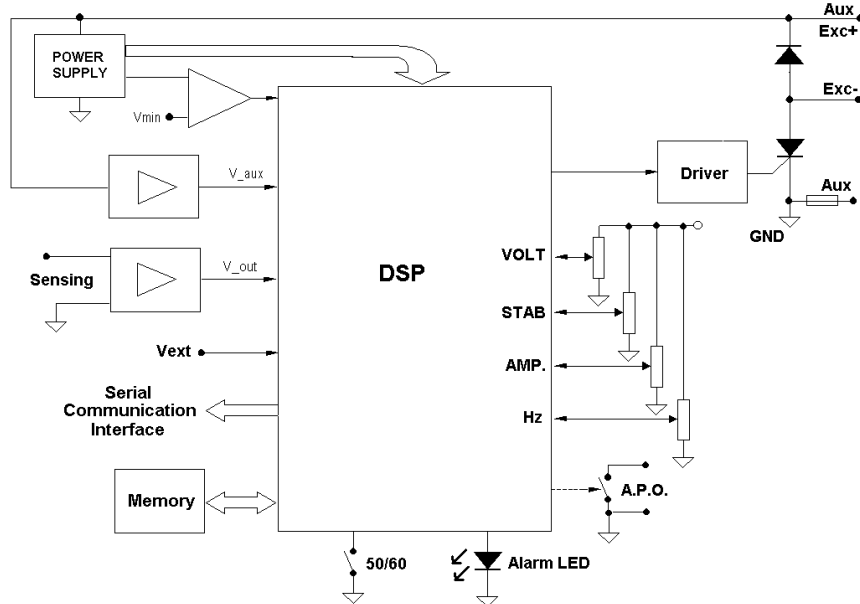 Aux
Exc+
POWER
SUPPLY
Exc-
Vmin
Driver
V_aux
Aux
GND
VOLT
V_out
DSP
Sensing
STAB
Vext
AMP.
Serial
Communication
Interface
Hz
Memory
A.P.O.
50/60
Alarm LED